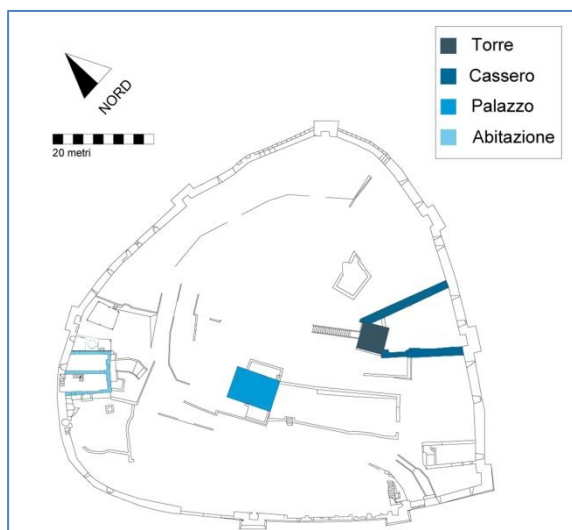 NORD
20 metri
Torre
Cassero
Palazzo
Abitazione